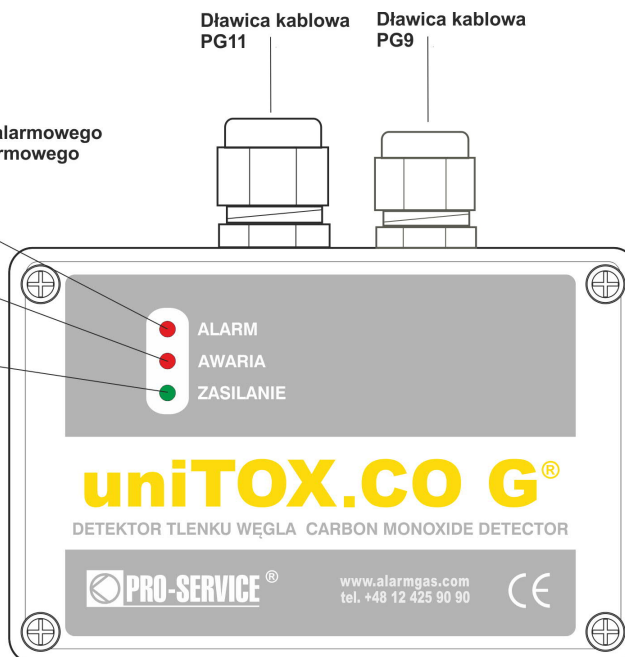 Dławica kablowa
PG11
Dławica kablowa
PG9
alarmowego
rmowego
ALARM
AWARIA
ZASILANIE
uniTOX.CO G®
DETEKTOR TLENKU WĘGLA CARBON MONOXIDE DETECTOR
PRO-SERVICE ®
www.alarmgas.com
tel. +48 12 425 90 90
CE